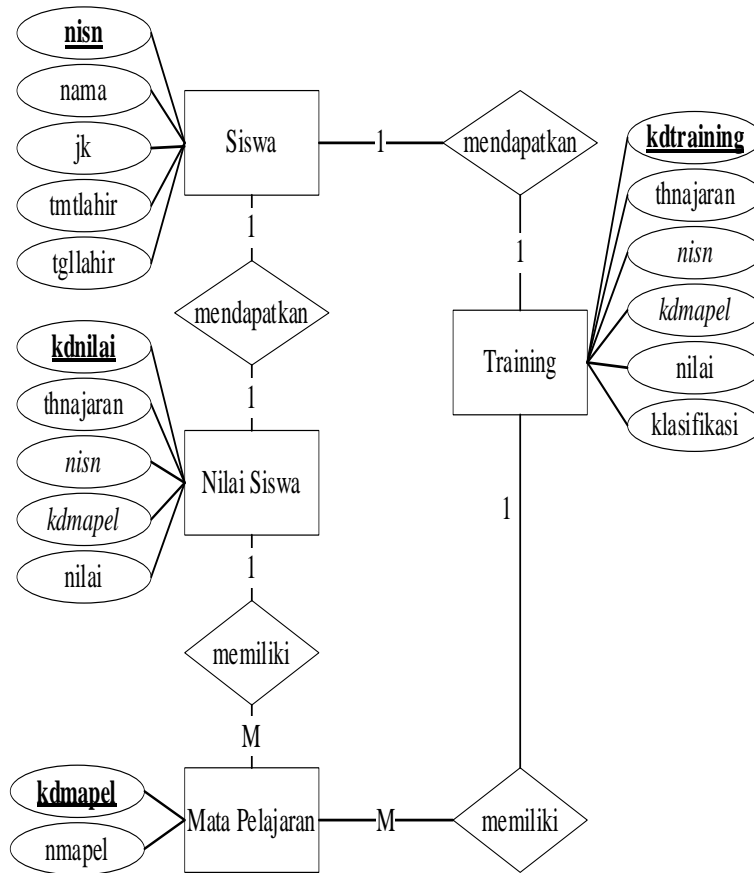 nisn
nama
jk
tmtlahir
tgllahir
Siswa
1
mendapatkan
1
kdtraining
thnajaran
nisn
kdmapel
nilai
klasifikasi
Training
1
mendapatkan
1
kdnilai
thnajaran
nisn
kdmapel
nilai
Nilai Siswa
1
memiliki
M
1
kdmapel
nmapel
Mata Pelajaran
M
memiliki